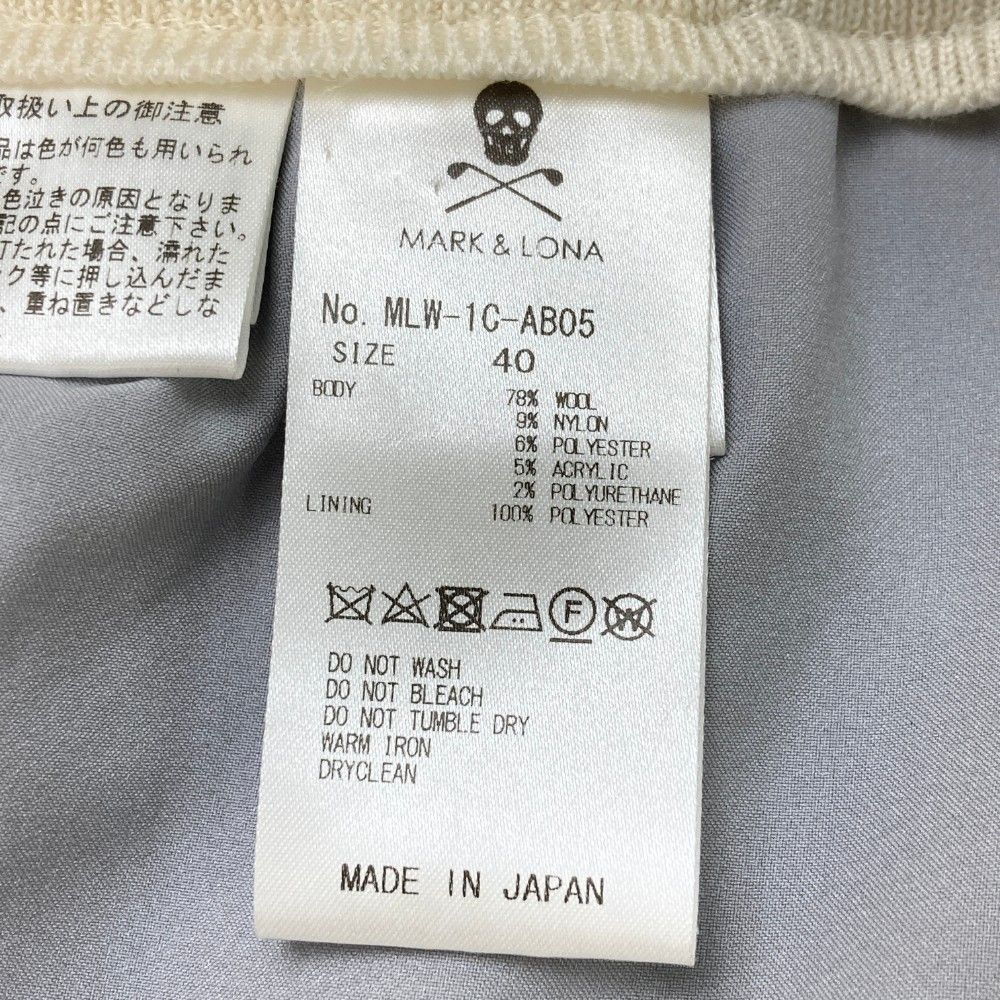 取扱い上の御注意
品は色が何色も用いられ
です。
色泣きの原因となりま
記の点にご注意下さい。
打たれた場合、濡れた
ック等に押し込んだま
、重ね置きなどしな
MARK & LONA
No. MLW-1C-AB05
SIZE 40
BODY 78% WOOL
9% NYLON
6% POLYESTER
5% ACRYLIC
2% POLYURETHANE
LINING 100% POLYESTER
F W
DO NOT WASH
DO NOT BLEACH
DO NOT TUMBLE DRY
WARM IRON
DRYCLEAN
MADE IN JAPAN